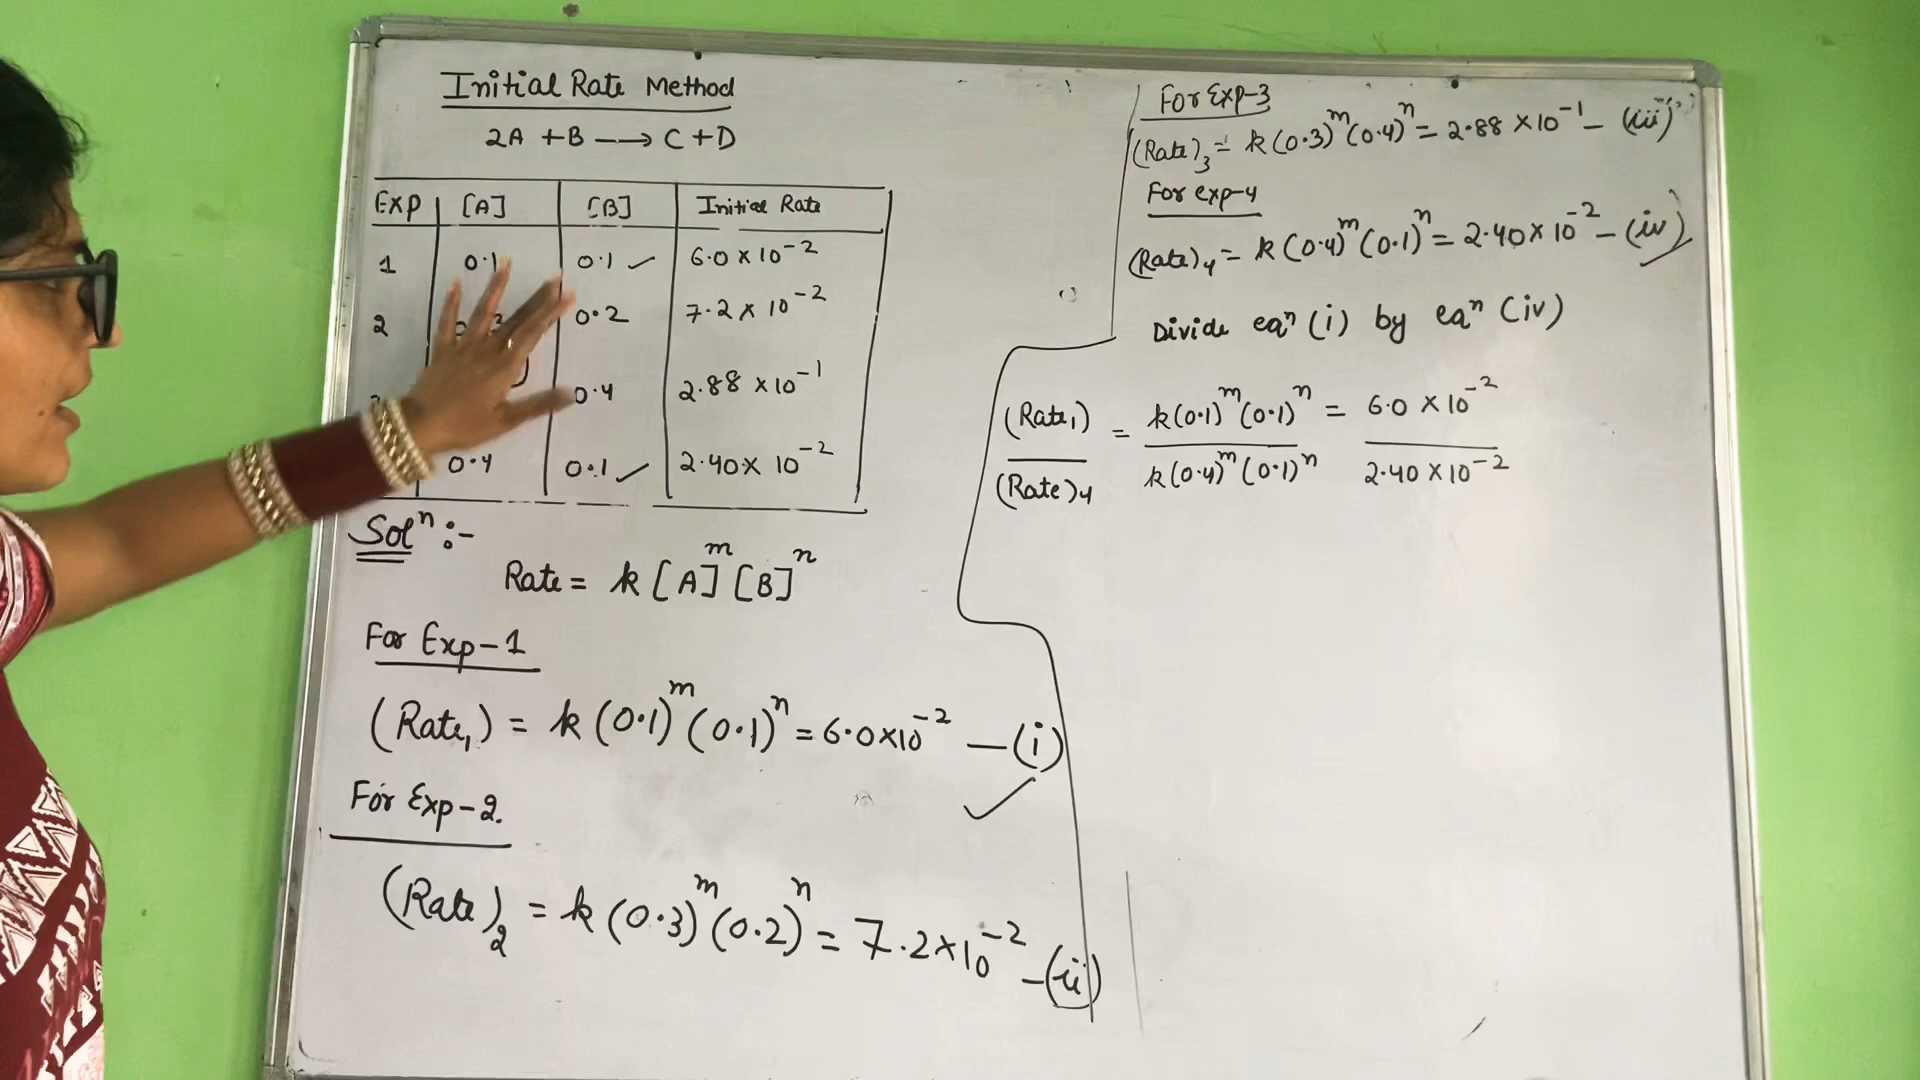 Initial Rate Method
2A + B ⟶ C + D
Exp [A] [B] Initial Rate
1 0.1 0.1 ✓ 6.0 × 10⁻²
2 0.2 7.2 × 10⁻²
0.4 2.88 × 10⁻¹
0.4 0.1 ✓ 2.40 × 10⁻²
Solⁿ :-
Rate = k [A]ᵐ [B]ⁿ
For Exp-1
(Rate₁) = k (0.1)ᵐ (0.1)ⁿ = 6.0×10⁻² — (i)
For Exp-2.
(Rate)₂ = k (0.3)ᵐ (0.2)ⁿ = 7.2×10⁻² — (ii)
For Exp-3
(Rate)₃ = k (0.3)ᵐ (0.4)ⁿ = 2.88 × 10⁻¹ — (iii)
For exp-4
(Rate)₄ = k (0.4)ᵐ (0.1)ⁿ = 2.40 × 10⁻² — (iv)
Divide eqⁿ (i) by eqⁿ (iv)
(Rate₁) / (Rate)₄ = k (0.1)ᵐ (0.1)ⁿ / k (0.4)ᵐ (0.1)ⁿ = 6.0 × 10⁻² / 2.40 × 10⁻²